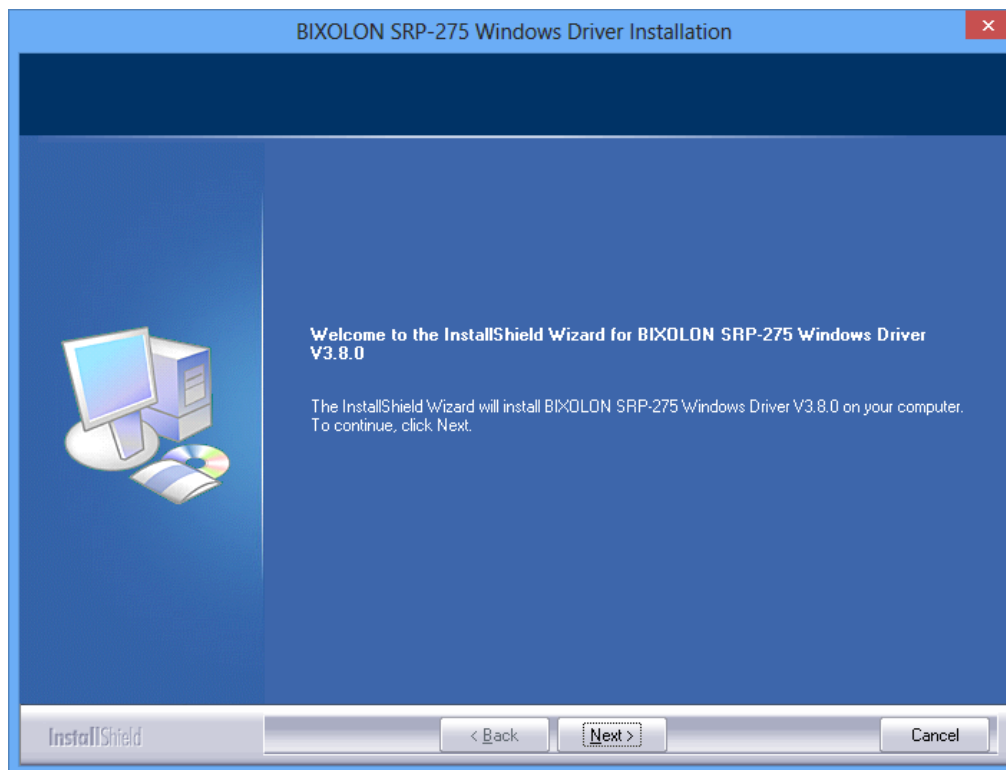 BIXOLON SRP-275 Windows Driver Installation
Welcome to the InstallShield Wizard for BIXOLON SRP-275 Windows Driver
V3.8.0
The InstallShield Wizard will install BIXOLON SRP-275 Windows Driver V3.8.0 on your computer.
To continue, click Next.
InstallShield
< Back
Next >
Cancel